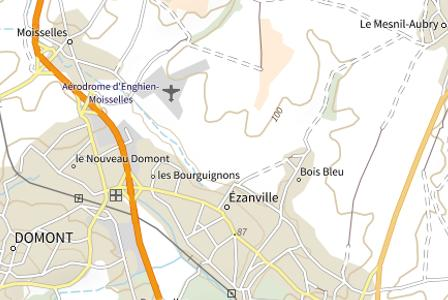 Le Mesnil-Aubry
Moisselles
Aérodrome d'Enghien-
Moisselles
100
le Nouveau Domont
les Bourguignons
Bois Bleu
Ézanville
87
DOMONT